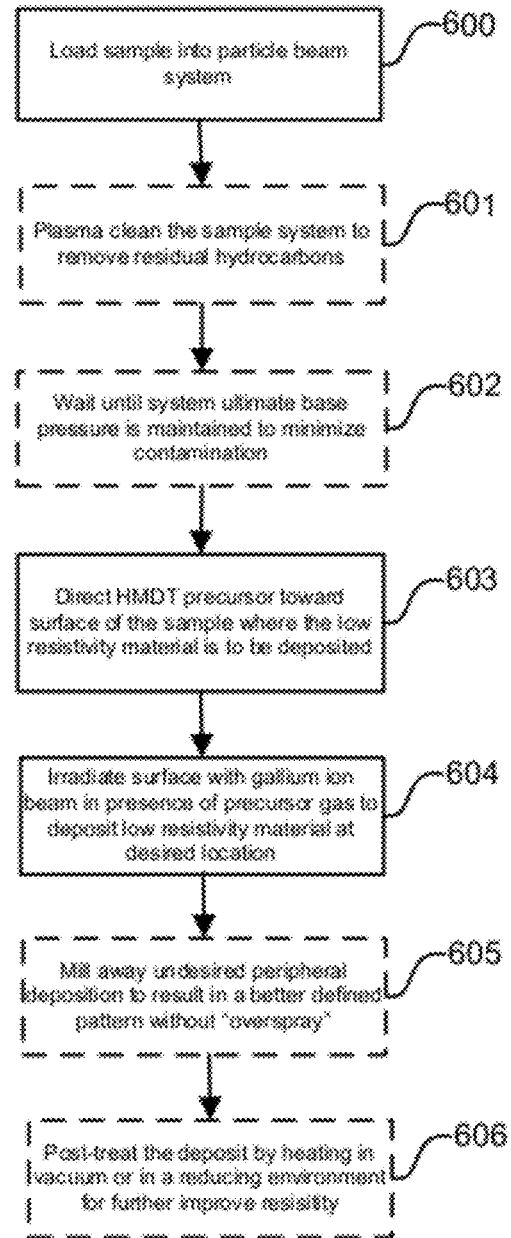 600
Load sample into particle beam
system
601
Plasma clean the sample system to
remove residual hydrocarbons
602
Wait until system ultimate base
pressure is maintained to minimize
contamination
603
Direct HMDT precursor toward
surface of the sample where the low
resistivity material is to be deposited
604
Irradiate surface with gallium ion
beam in presence of precursor gas to
deposit low resistivity material at
desired location
605
Mill away undesired peripheral
deposition to result in a better defined
pattern without "overspray"
606
Post-treat the deposit by heating in
vacuum or in a reducing environment
for further improve resisitity